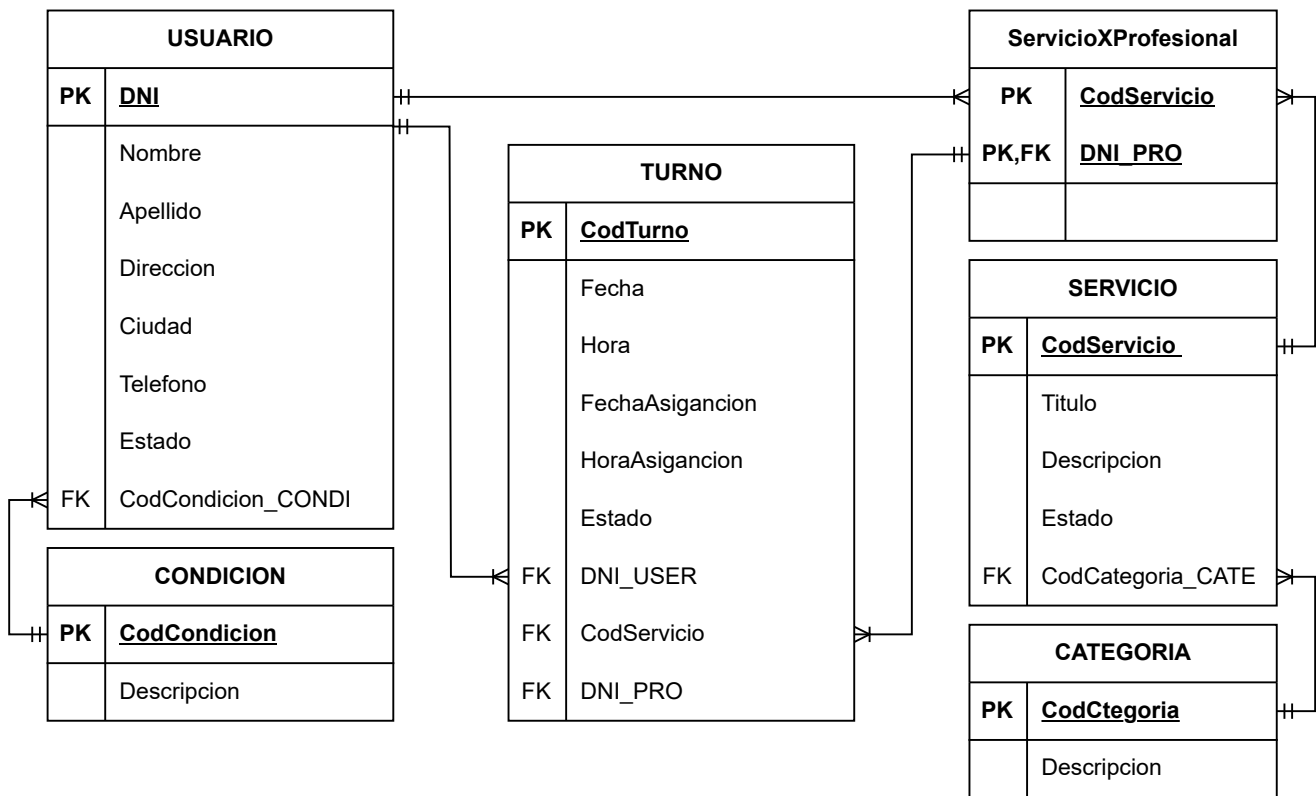 USUARIO
PK DNI
Nombre
Apellido
Direccion
Ciudad
Telefono
Estado
FK CodCondicion_CONDI
CONDICION
PK CodCondicion
Descripcion
TURNO
PK CodTurno
Fecha
Hora
FechaAsigancion
HoraAsigancion
Estado
FK DNI_USER
FK CodServicio
FK DNI_PRO
ServicioXProfesional
PK CodServicio
PK,FK DNI_PRO
SERVICIO
PK CodServicio
Titulo
Descripcion
Estado
FK CodCategoria_CATE
CATEGORIA
PK CodCtegoria
Descripcion